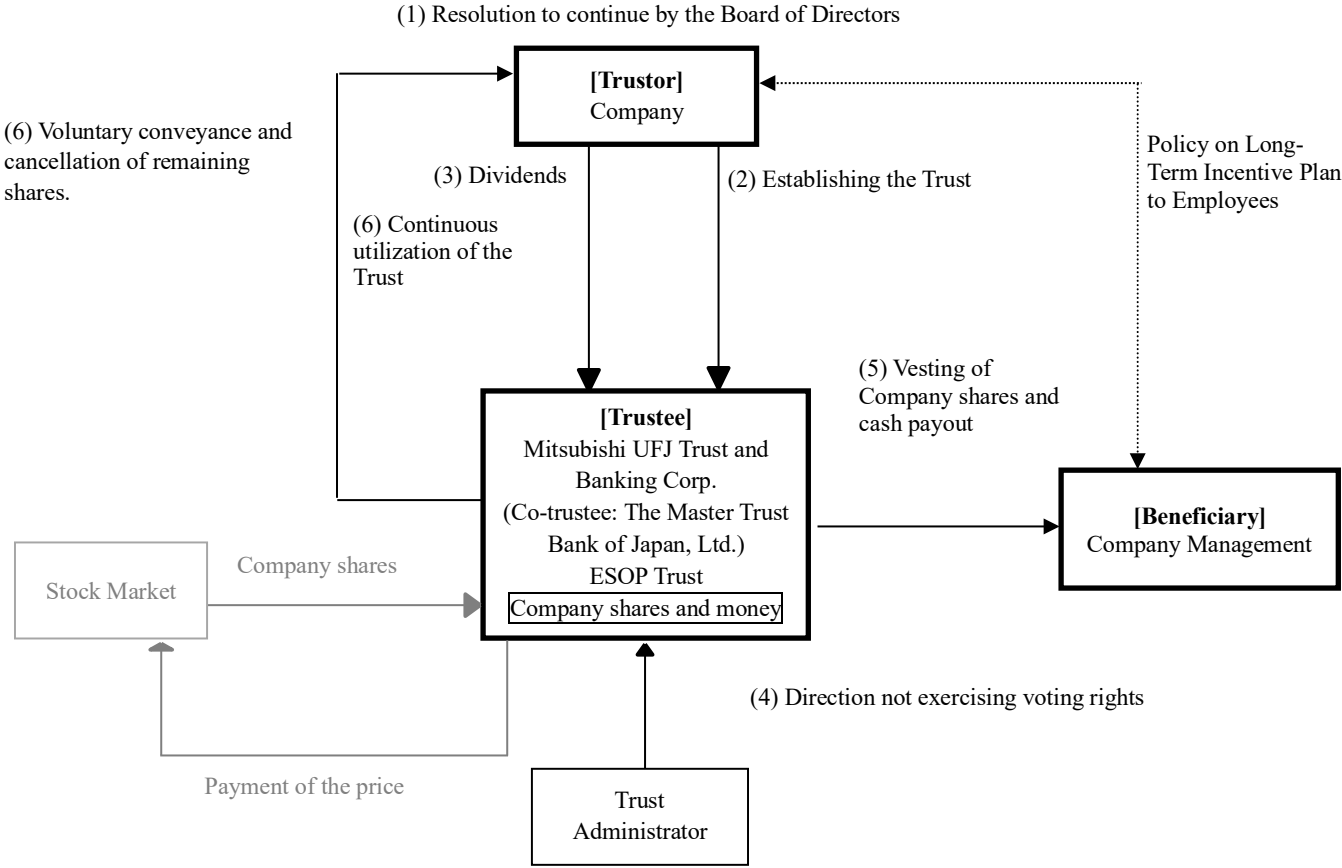 (1) Resolution to continue by the Board of Directors
[Trustor]
Company
(6) Voluntary conveyance and
cancellation of remaining
shares.
(3) Dividends
(2) Establishing the Trust
Policy on Long-
Term Incentive Plan
to Employees
(6) Continuous
utilization of the
Trust
(5) Vesting of
Company shares and
cash payout
[Trustee]
Mitsubishi UFJ Trust and
Banking Corp.
(Co-trustee: The Master Trust
Bank of Japan, Ltd.)
ESOP Trust
Company shares and money
[Beneficiary]
Company Management
Stock Market
Company shares
Payment of the price
(4) Direction not exercising voting rights
Trust
Administrator